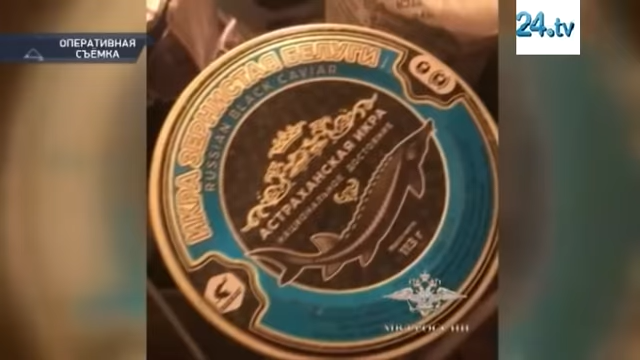 ОПЕРАТИВНАЯ
СЪЁМКА
24.tv
ИКРА ЗЕРНИСТАЯ БЕЛУГИ
RUSSIAN BLACK CAVIAR
АСТРАХАНСКАЯ ИКРА
НАЦИОНАЛЬНОЕ ДОСТОЯНИЕ
113 г
МВД РОССИИ